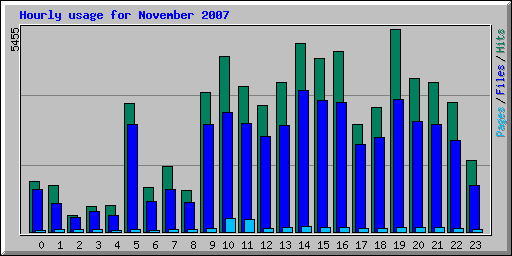 Hourly usage for November 2007
5455
Pages / Files / Hits
0 1 2 3 4 5 6 7 8 9 10 11 12 13 14 15 16 17 18 19 20 21 22 23